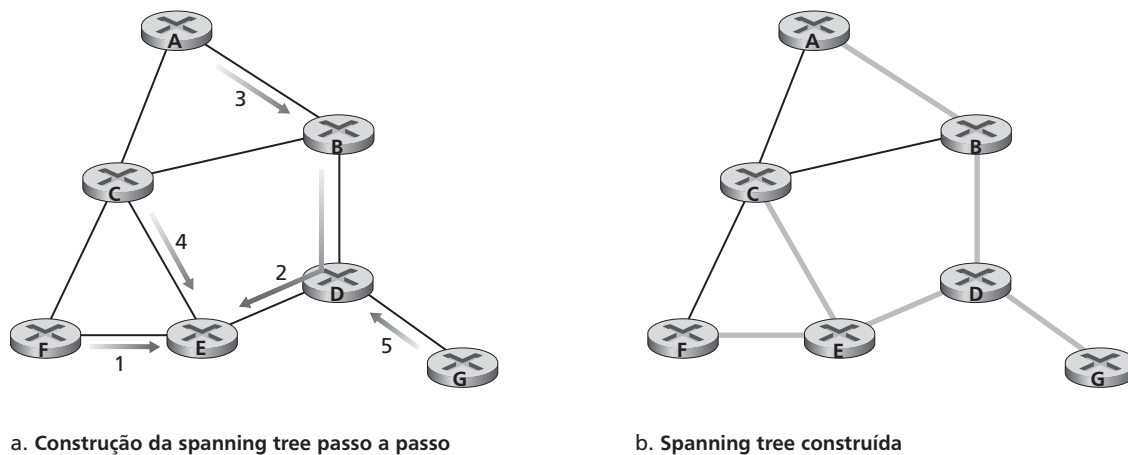 A
3
B
C
4
2
D
F
E
1
5
G
a. Construção da spanning tree passo a passo
A
B
C
D
F
E
G
b. Spanning tree construída